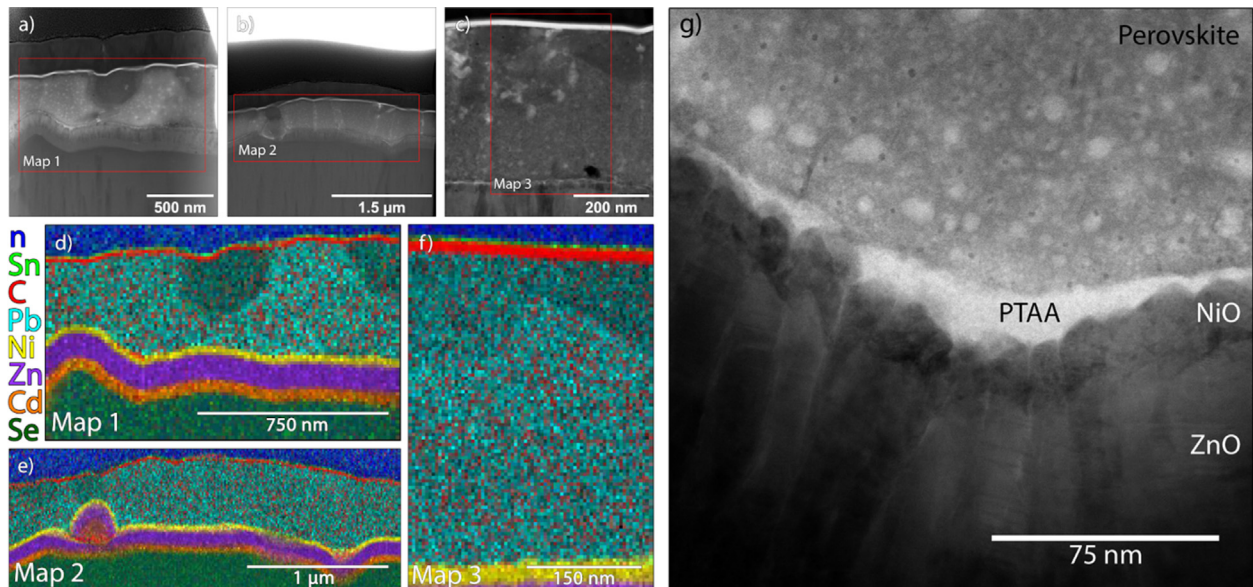 a)
Map 1
500 nm
b)
Map 2
1.5 µm
c)
Map 3
200 nm
n
Sn
C
Pb
Ni
Zn
Cd
Se
d)
Map 1
750 nm
e)
Map 2
1 µm
f)
Map 3
150 nm
g)
Perovskite
PTAA
NiO
ZnO
75 nm